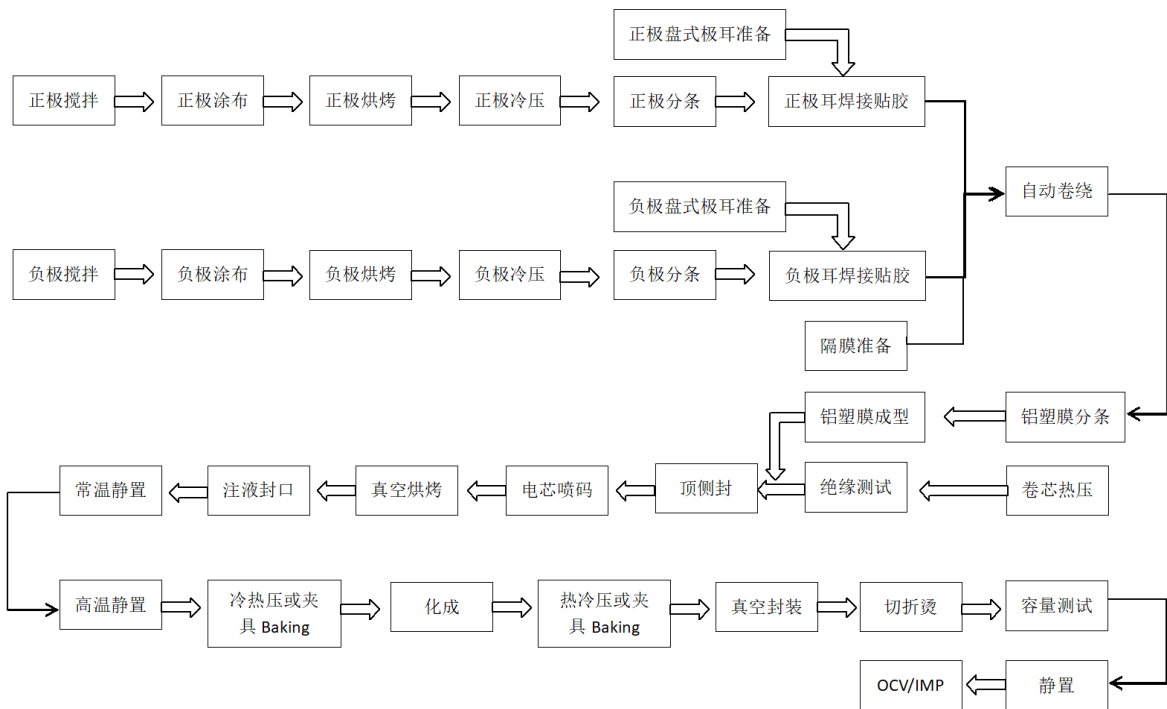 正极盘式极耳准备
正极搅拌
正极涂布
正极烘烤
正极冷压
正极分条
正极耳焊接贴胶
自动卷绕
负极盘式极耳准备
负极搅拌
负极涂布
负极烘烤
负极冷压
负极分条
负极耳焊接贴胶
隔膜准备
铝塑膜成型
铝塑膜分条
常温静置
注液封口
真空烘烤
电芯喷码
顶侧封
绝缘测试
卷芯热压
高温静置
冷热压或夹
具 Baking
化成
热冷压或夹
具 Baking
真空封装
切折烫
容量测试
OCV/IMP
静置